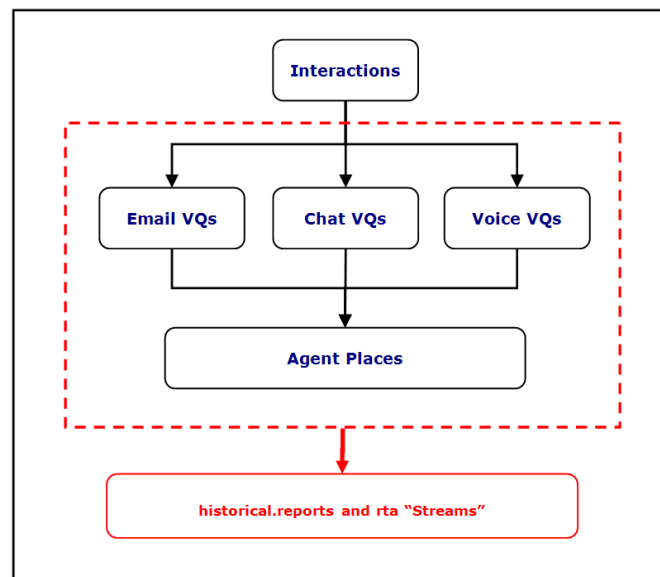 Interactions
Email VQs
Chat VQs
Voice VQs
Agent Places
historical.reports and rta “Streams”